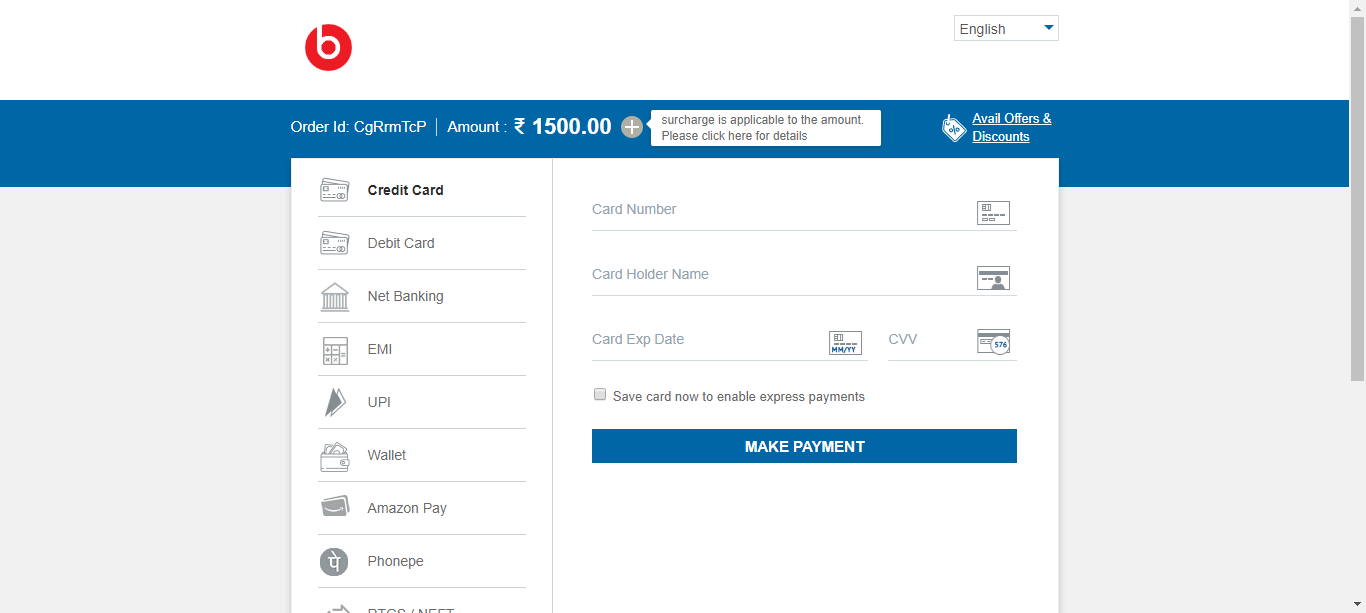 English
Order Id: CgRrmTcP
Amount : ₹ 1500.00
surcharge is applicable to the amount.
Please click here for details
Avail Offers &
Discounts
Credit Card
Debit Card
Net Banking
EMI
UPI
Wallet
Amazon Pay
Phonepe
RTGS / NEFT
Card Number
Card Holder Name
Card Exp Date
MM/YY
CVV
576
Save card now to enable express payments
MAKE PAYMENT